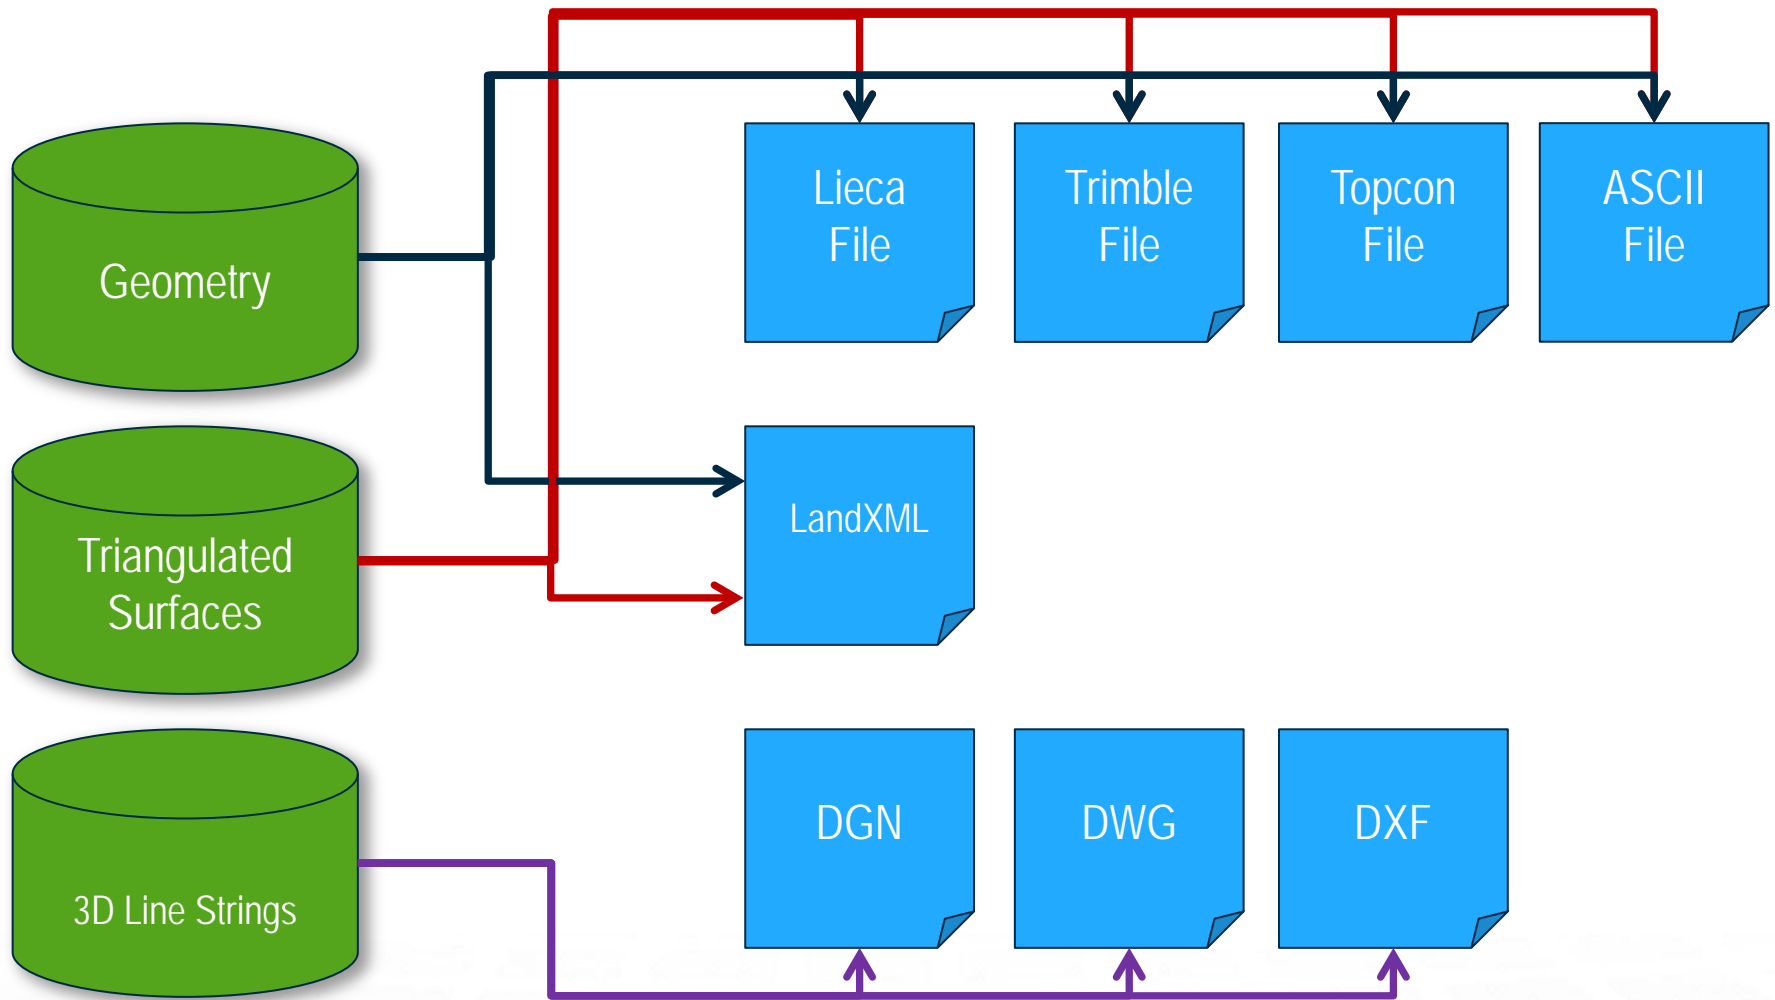 Geometry
Lieca
File
Trimble
File
Topcon
File
ASCII
File
Triangulated
Surfaces
LandXML
3D Line Strings
DGN
DWG
DXF